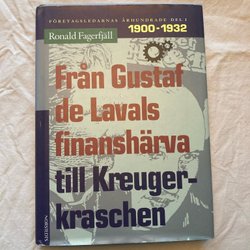 FÖRETAGSLEDARNAS ÅRHUNDRADE DEL I
1900-1932
Ronald Fagerfjäll
Från Gustaf
de Lavals
finanshärva
till Kreuger-
kraschen